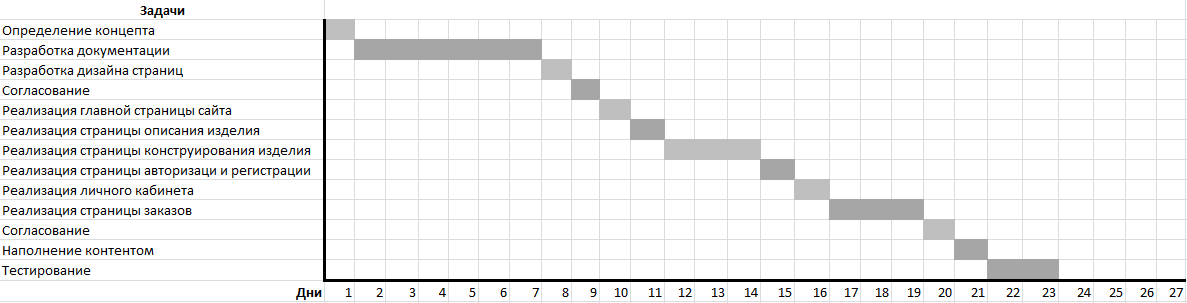 Задачи
Определение концепта
Разработка документации
Разработка дизайна страниц
Согласование
Реализация главной страницы сайта
Реализация страницы описания изделия
Реализация страницы конструирования изделия
Реализация страницы авторизаци и регистрации
Реализация личного кабинета
Реализация страницы заказов
Согласование
Наполнение контентом
Тестирование
Дни 1 2 3 4 5 6 7 8 9 10 11 12 13 14 15 16 17 18 19 20 21 22 23 24 25 26 27